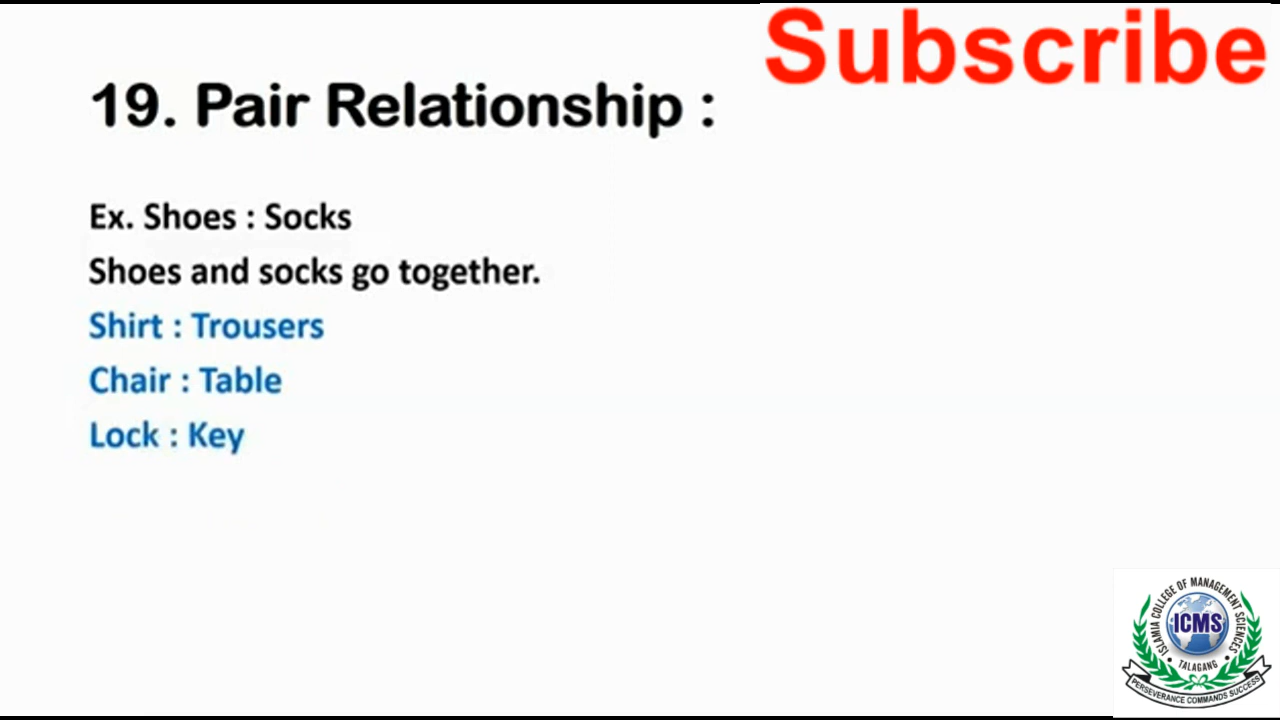 Subscribe
19. Pair Relationship :
Ex. Shoes : Socks
Shoes and socks go together.
Shirt : Trousers
Chair : Table
Lock : Key
ISLAMIA COLLEGE OF MANAGEMENT SCIENCES
ICMS
• TALAGANG •
PERSEVERANCE COMMANDS SUCCESS